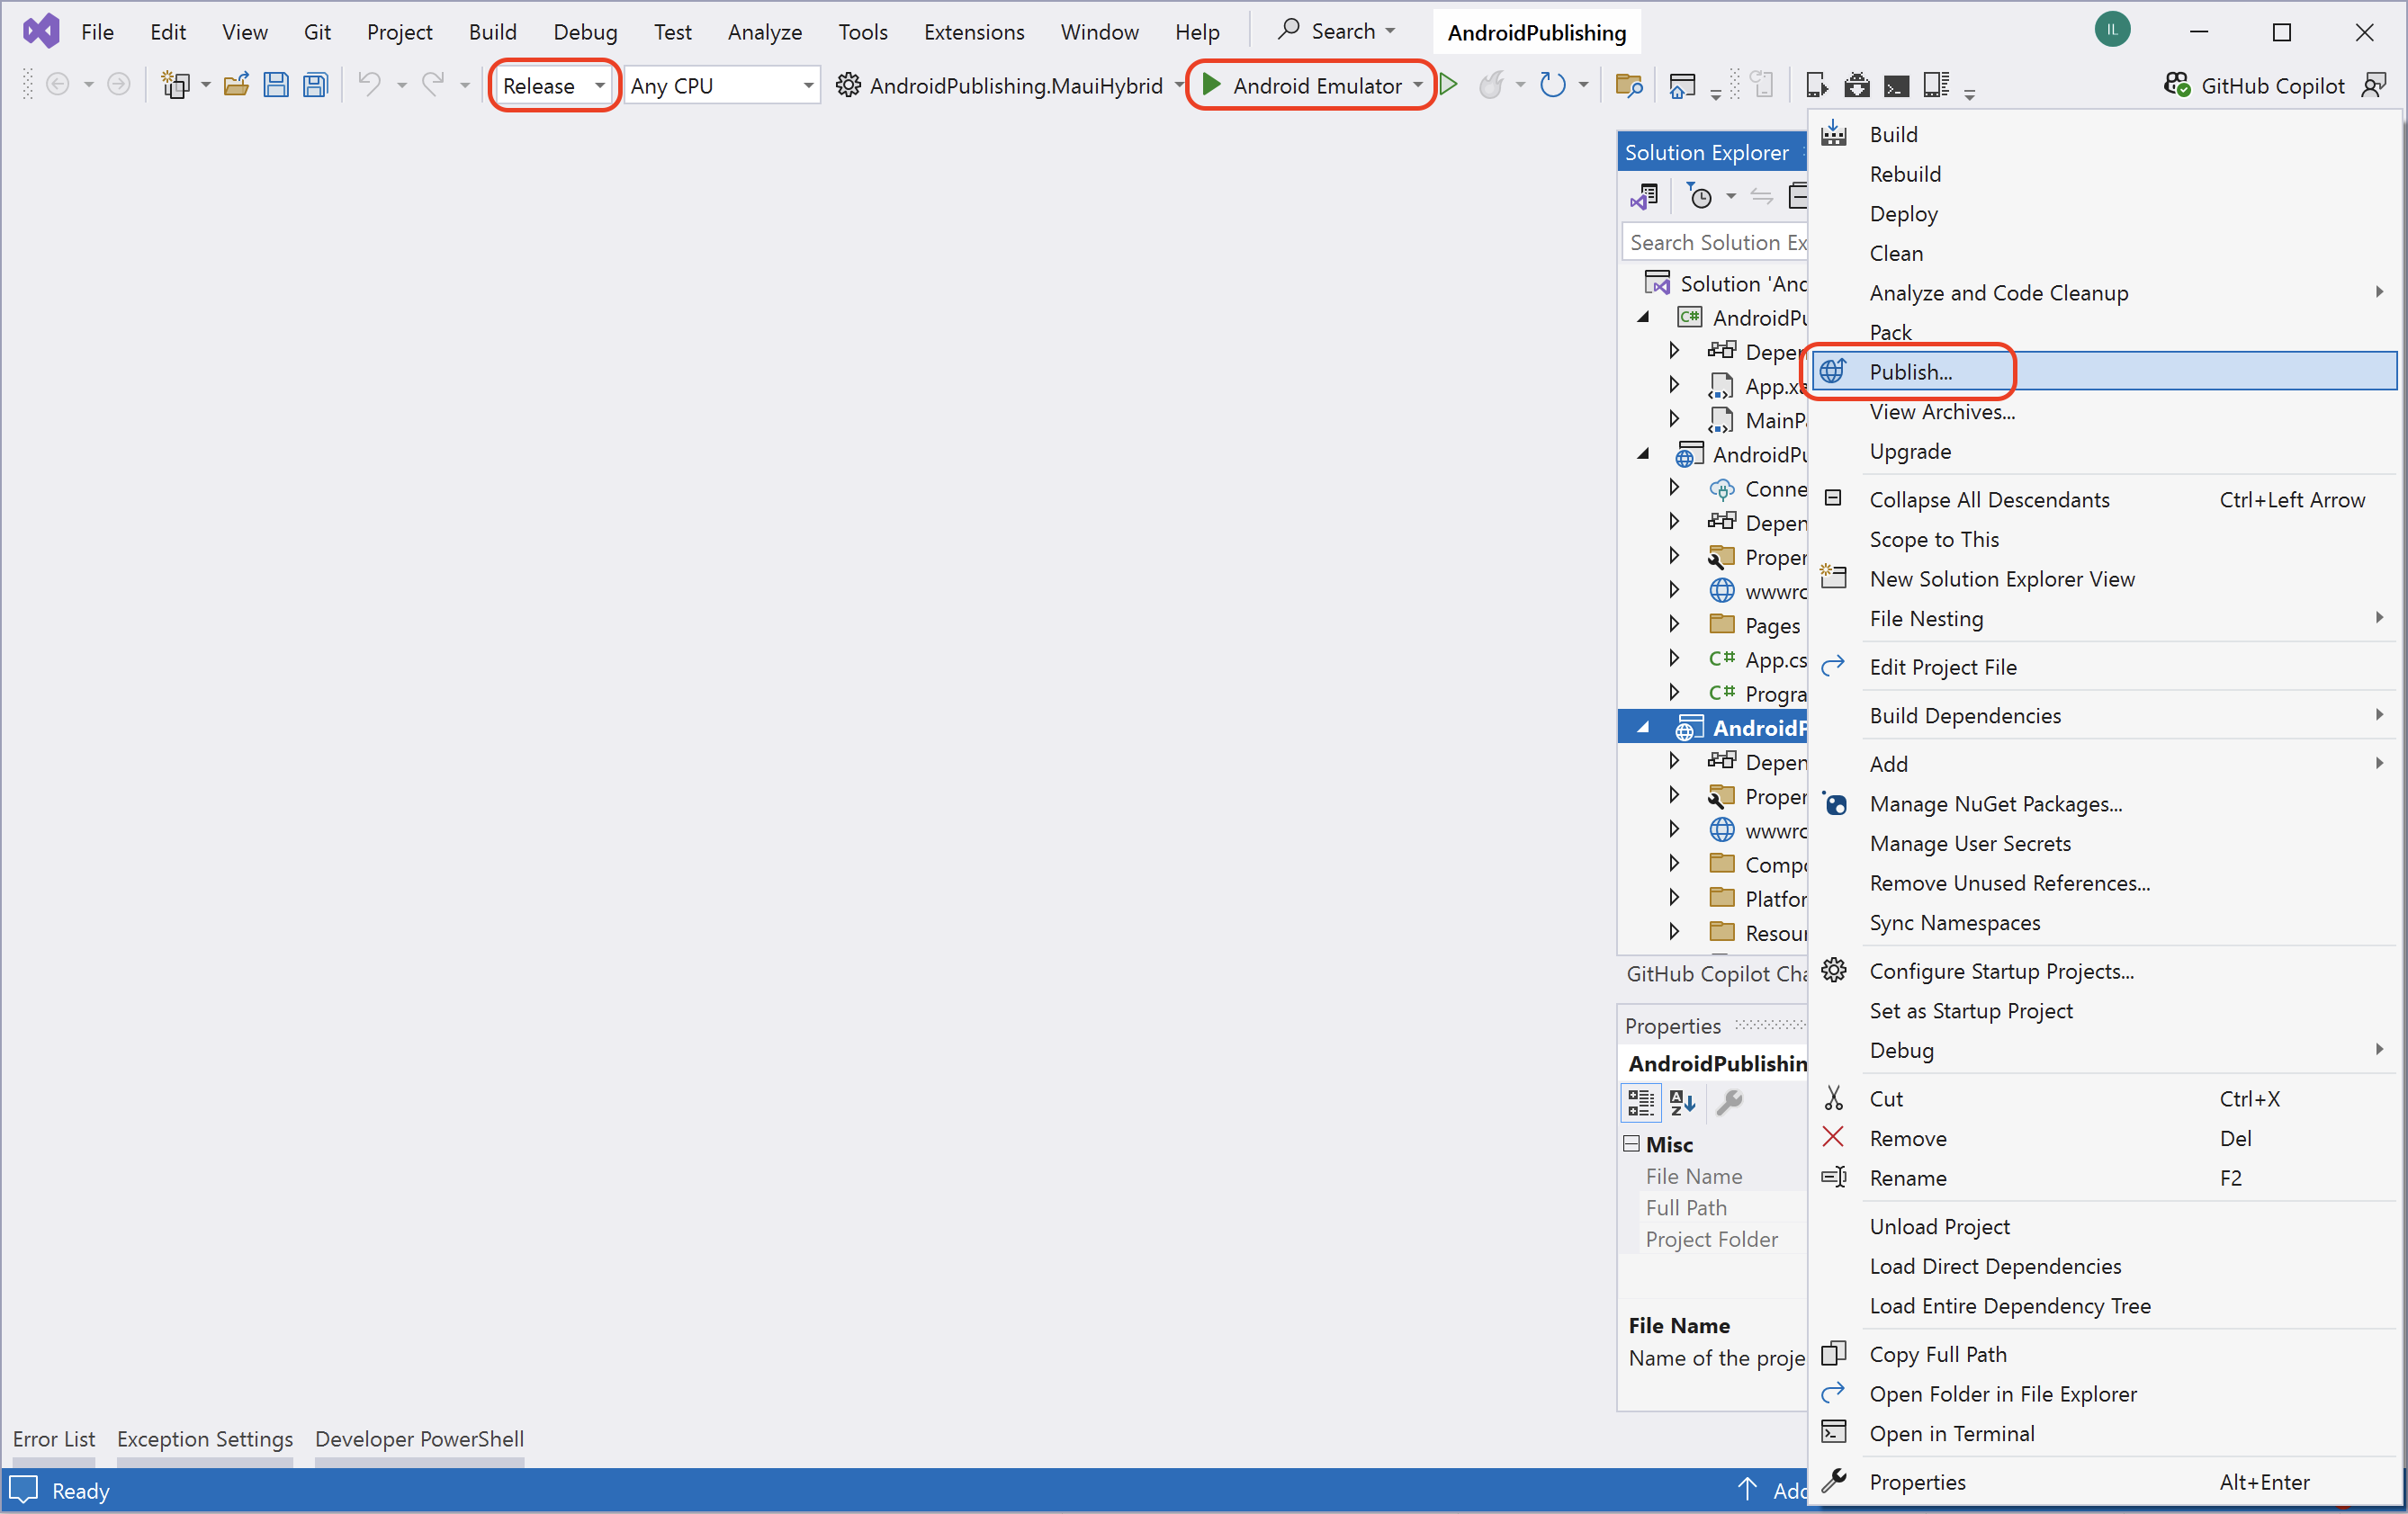 File Edit View Git Project Build Debug Test Analyze Tools Extensions Window Help Search AndroidPublishing IL
Release Any CPU AndroidPublishing.MauiHybrid Android Emulator GitHub Copilot
Solution Explorer
Search Solution Ex
Solution 'And
C# AndroidPu
Depen
App.xa
MainPa
AndroidPu
Conne
Depen
Proper
wwwro
Pages
C# App.cs
C# Progra
AndroidP
Depen
Proper
wwwro
Compo
Platfor
Resour
GitHub Copilot Cha
Properties
AndroidPublishin
Misc
File Name
Full Path
Project Folder
File Name
Name of the proje
Build
Rebuild
Deploy
Clean
Analyze and Code Cleanup
Pack
Publish...
View Archives...
Upgrade
Collapse All Descendants Ctrl+Left Arrow
Scope to This
New Solution Explorer View
File Nesting
Edit Project File
Build Dependencies
Add
Manage NuGet Packages...
Manage User Secrets
Remove Unused References...
Sync Namespaces
Configure Startup Projects...
Set as Startup Project
Debug
Cut Ctrl+X
Remove Del
Rename F2
Unload Project
Load Direct Dependencies
Load Entire Dependency Tree
Copy Full Path
Open Folder in File Explorer
Open in Terminal
Properties Alt+Enter
Error List Exception Settings Developer PowerShell
Ready Add